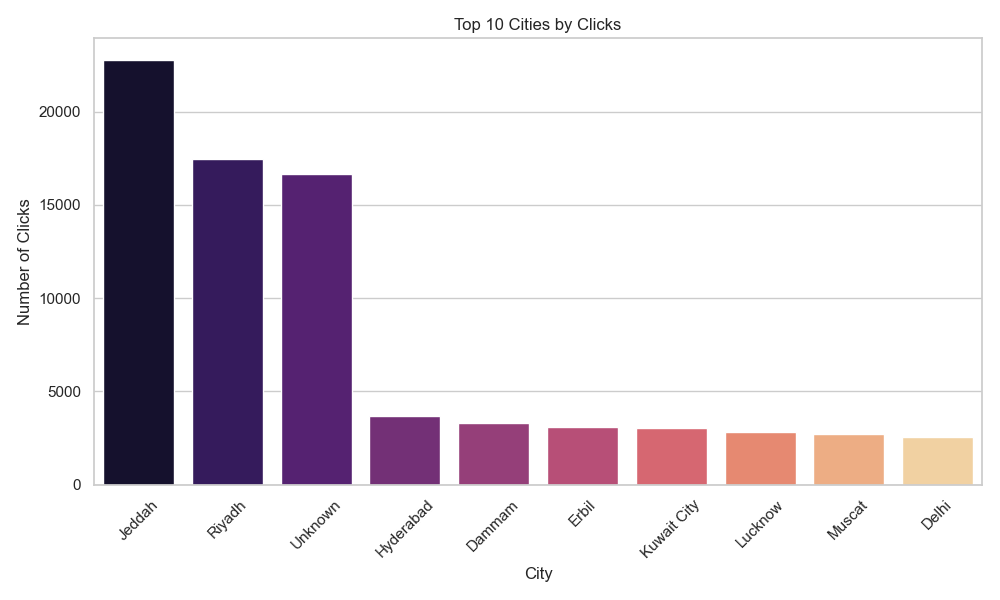 Top 10 Cities by Clicks
Number of Clicks
20000
15000
10000
5000
0
Jeddah
Riyadh
Unknown
Hyderabad
Dammam
Erbil
Kuwait City
Lucknow
Muscat
Delhi
City